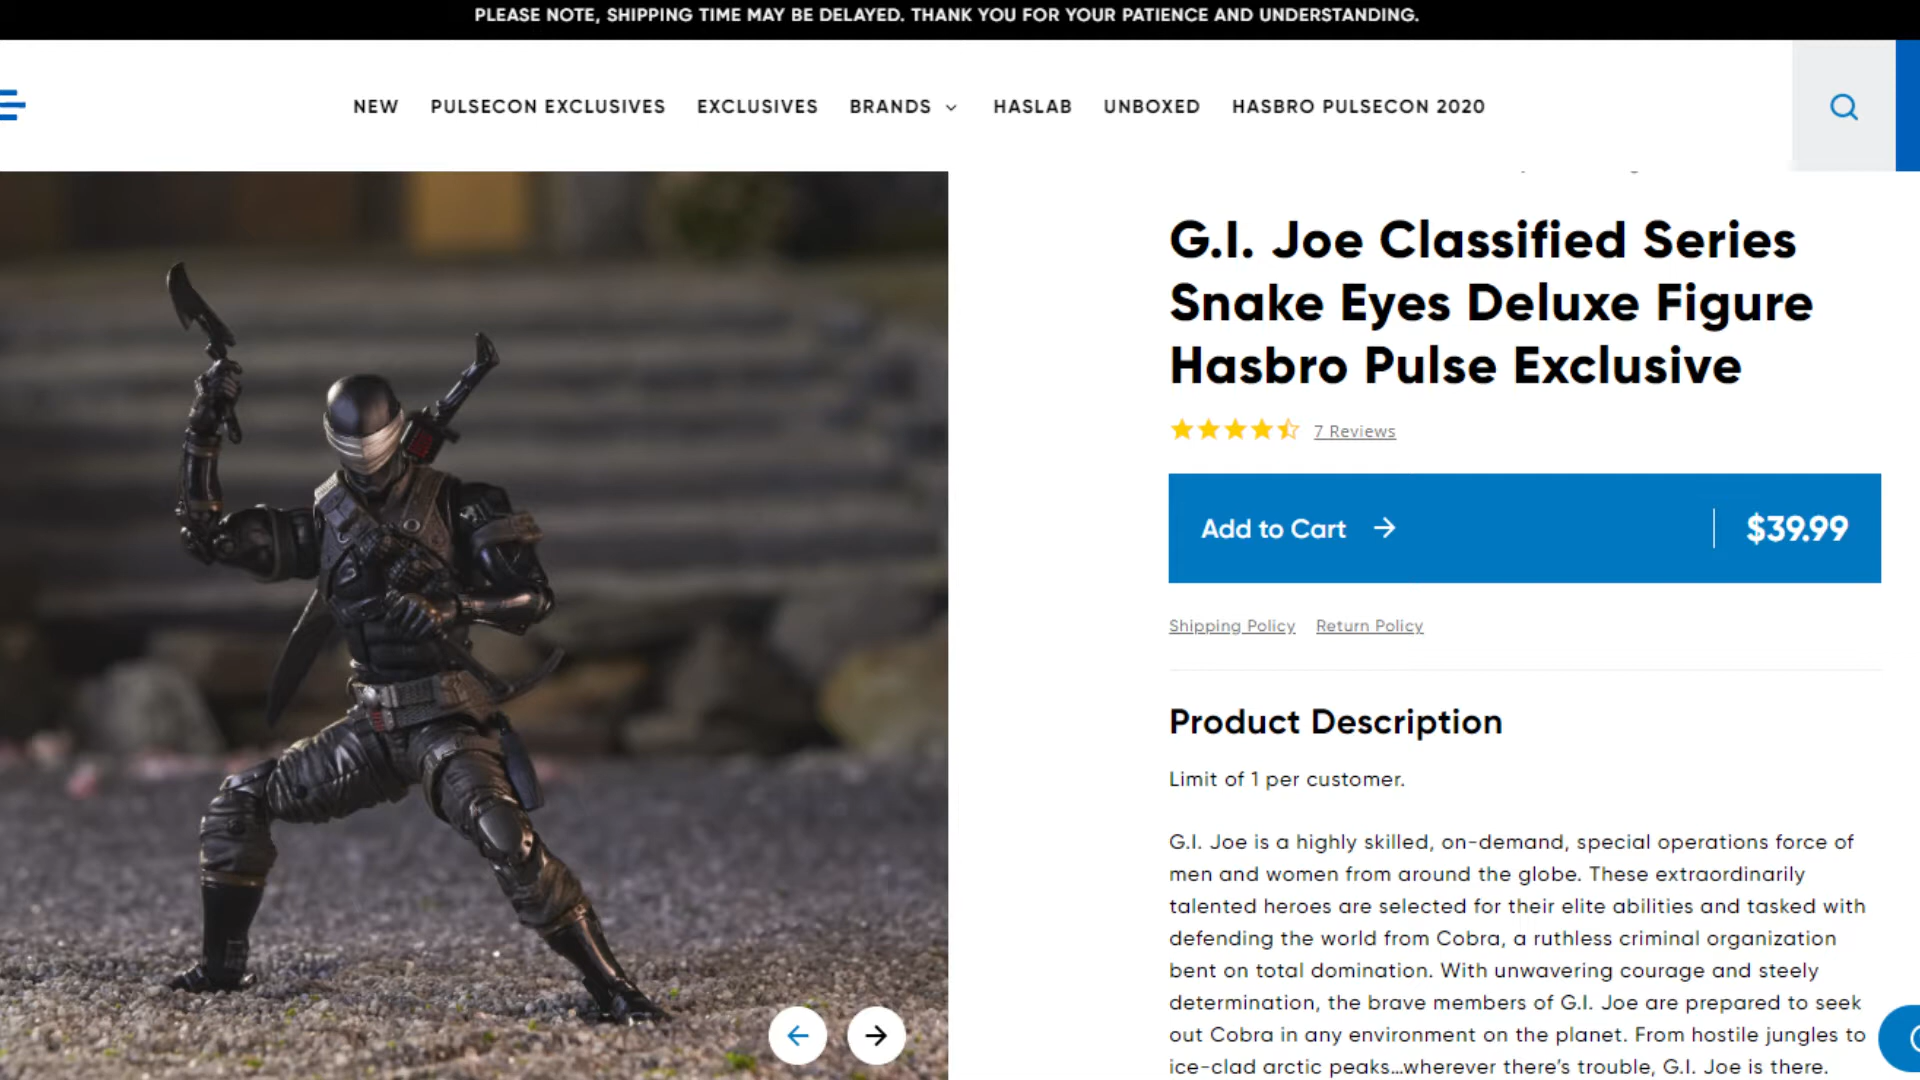 PLEASE NOTE, SHIPPING TIME MAY BE DELAYED. THANK YOU FOR YOUR PATIENCE AND UNDERSTANDING.
NEW PULSECON EXCLUSIVES EXCLUSIVES BRANDS HASLAB UNBOXED HASBRO PULSECON 2020
G.I. Joe Classified Series
Snake Eyes Deluxe Figure
Hasbro Pulse Exclusive
7 Reviews
Add to Cart → $39.99
Shipping Policy Return Policy
Product Description
Limit of 1 per customer.
G.I. Joe is a highly skilled, on-demand, special operations force of
men and women from around the globe. These extraordinarily
talented heroes are selected for their elite abilities and tasked with
defending the world from Cobra, a ruthless criminal organization
bent on total domination. With unwavering courage and steely
determination, the brave members of G.I. Joe are prepared to seek
out Cobra in any environment on the planet. From hostile jungles to
ice-clad arctic peaks...wherever there's trouble, G.I. Joe is there.